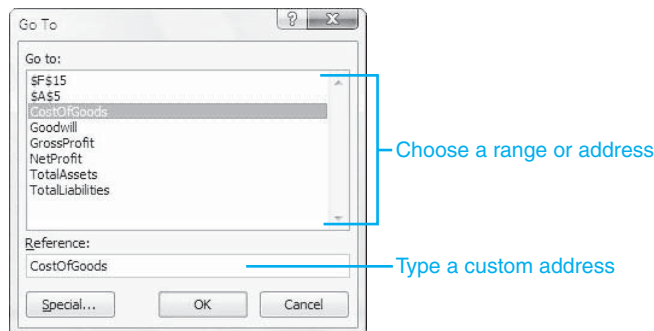 Go To
Go to:
$F$15
$A$5
CostOfGoods
Goodwill
GrossProfit
NetProfit
TotalAssets
TotalLiabilities
Choose a range or address
Reference:
CostOfGoods
Type a custom address
Special...
OK
Cancel